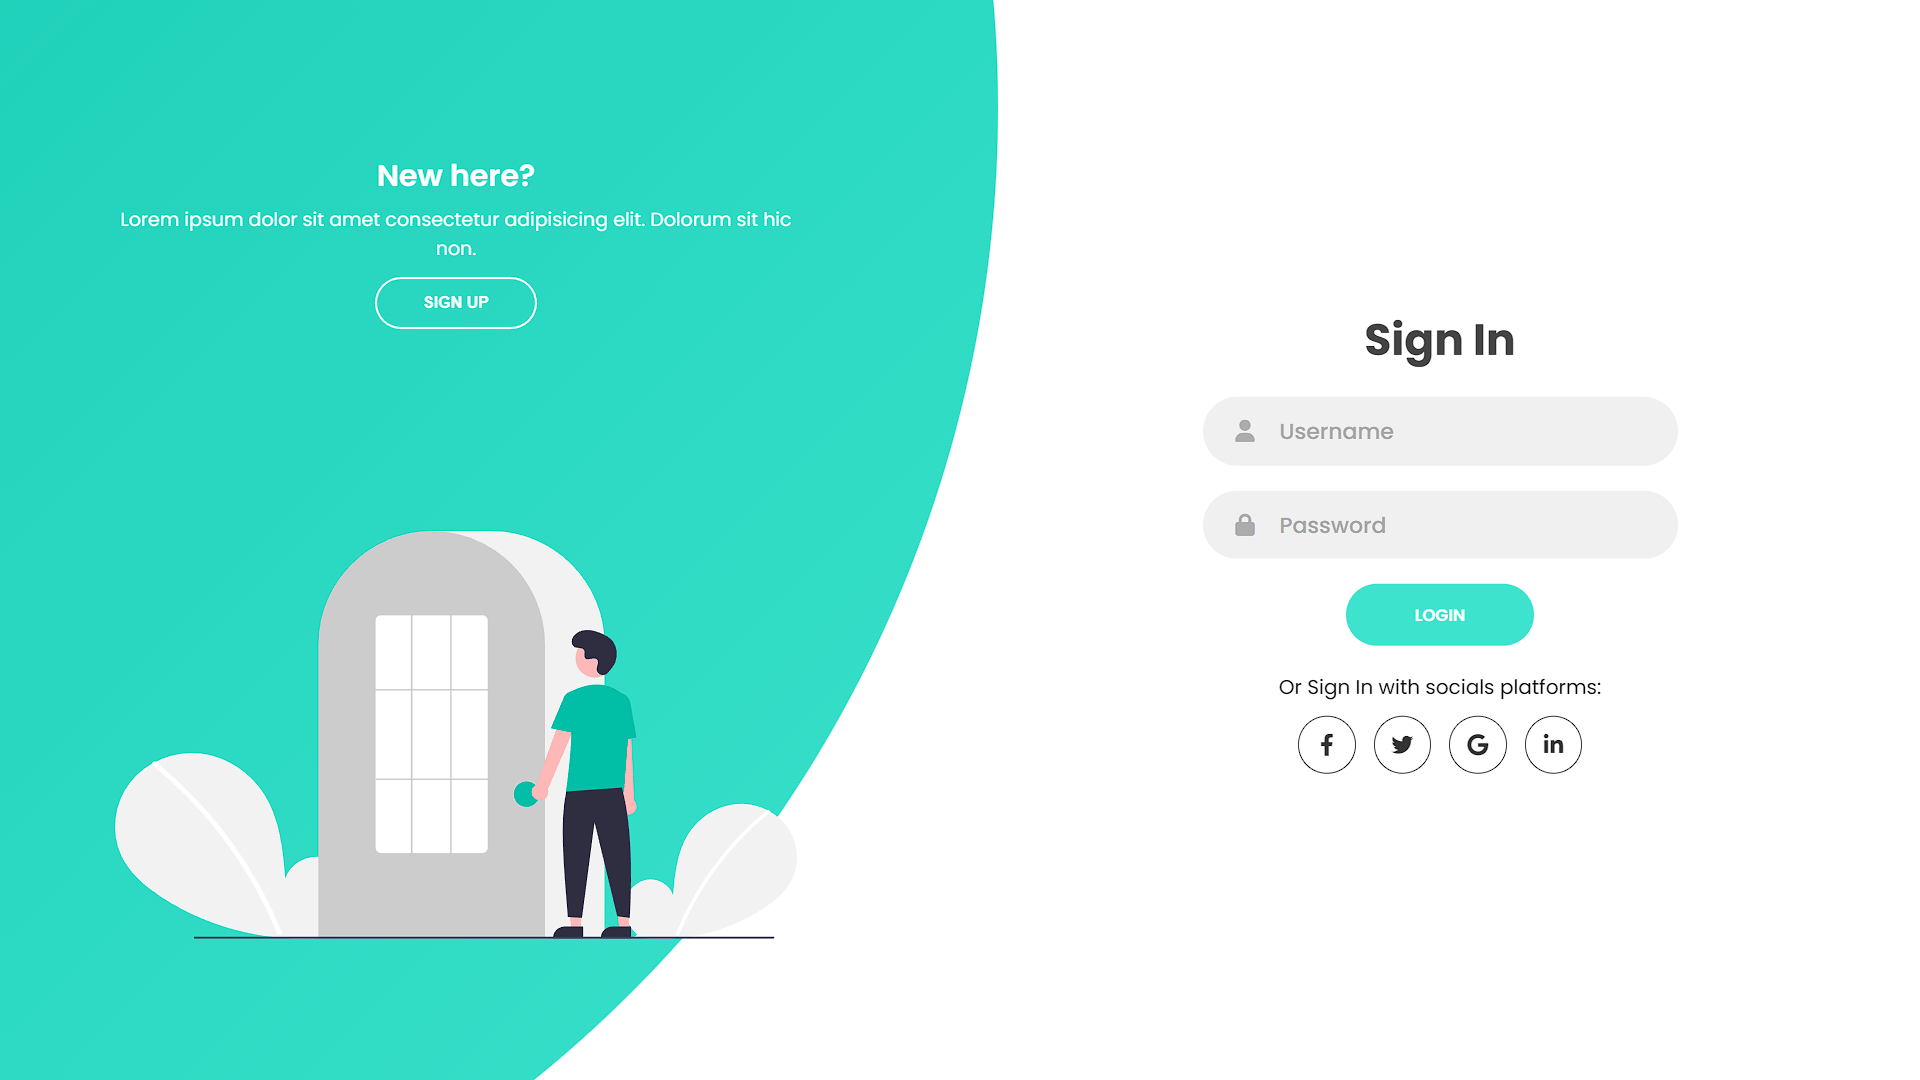 New here?
Lorem ipsum dolor sit amet consectetur adipisicing elit. Dolorum sit hic
non.
SIGN UP
Sign In
Username
Password
LOGIN
Or Sign In with socials platforms: